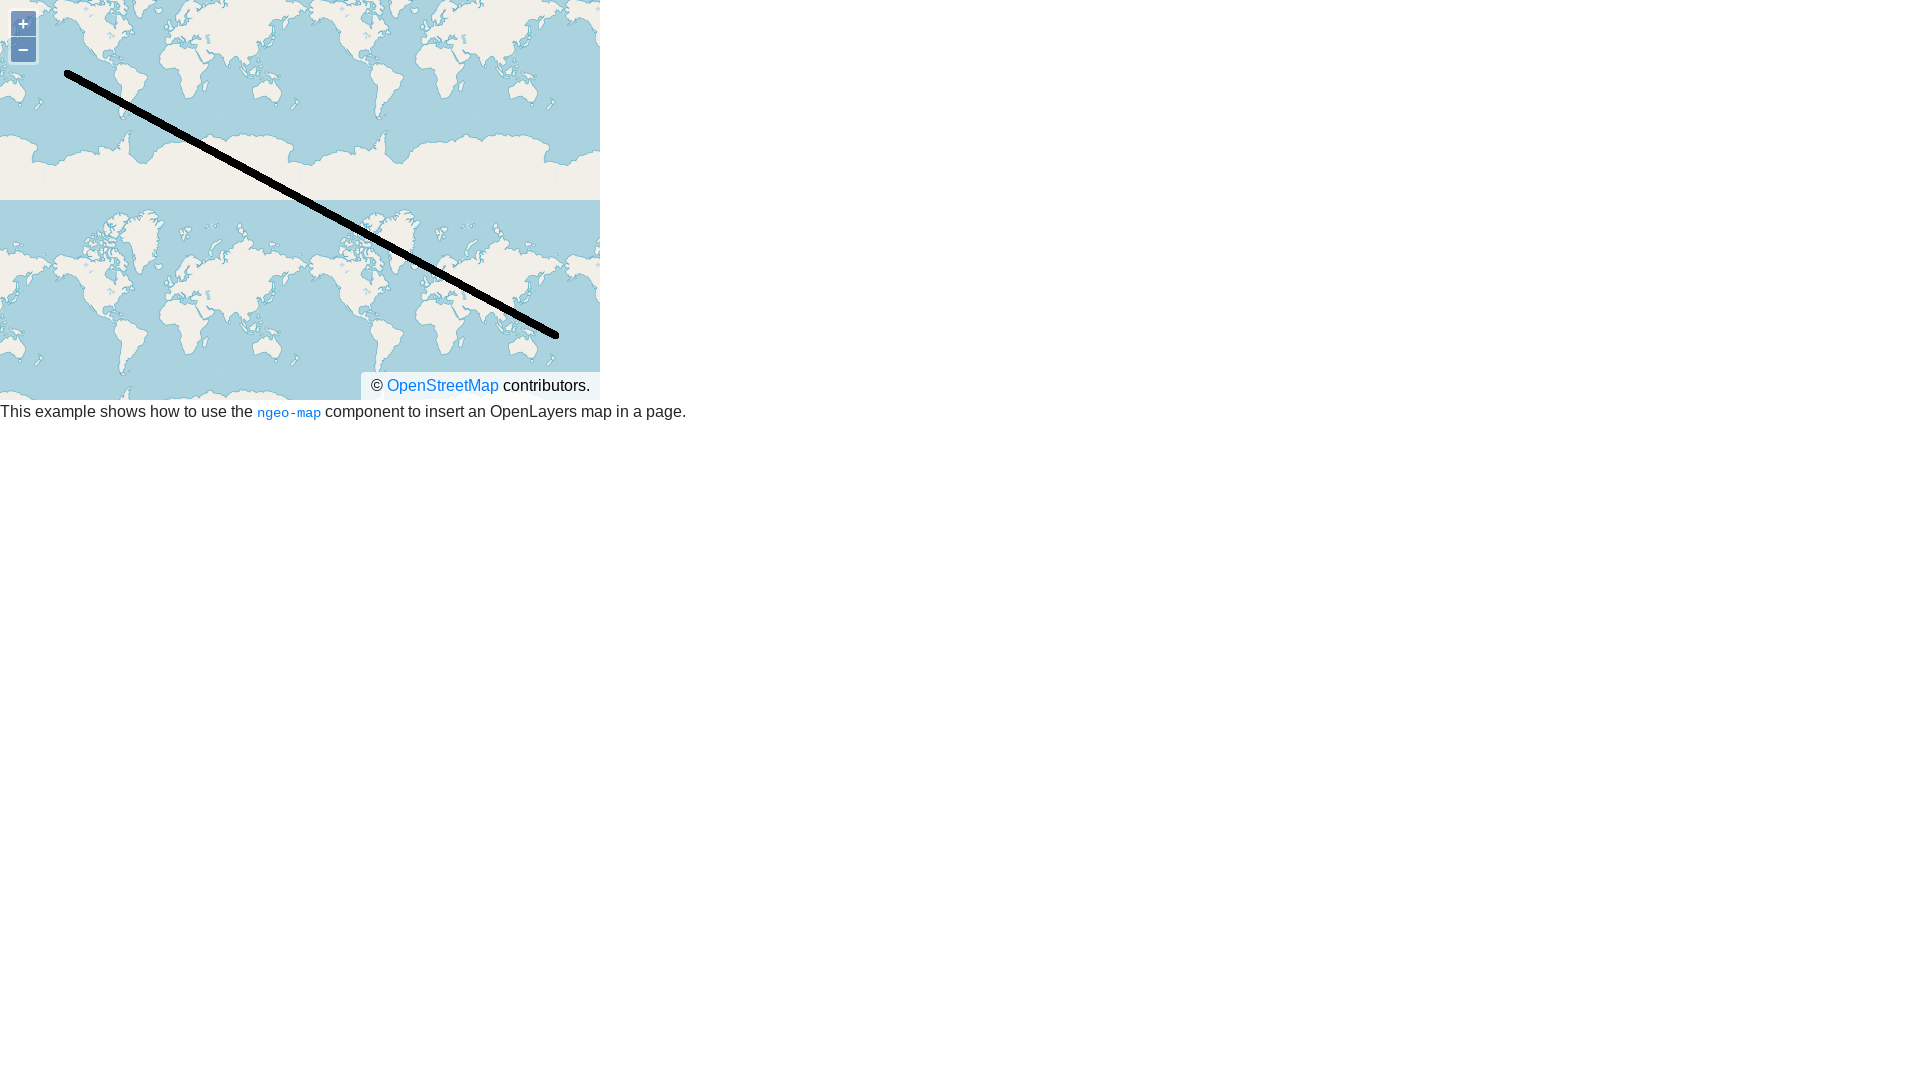 +
−
© OpenStreetMap contributors.
This example shows how to use the ngeo-map component to insert an OpenLayers map in a page.